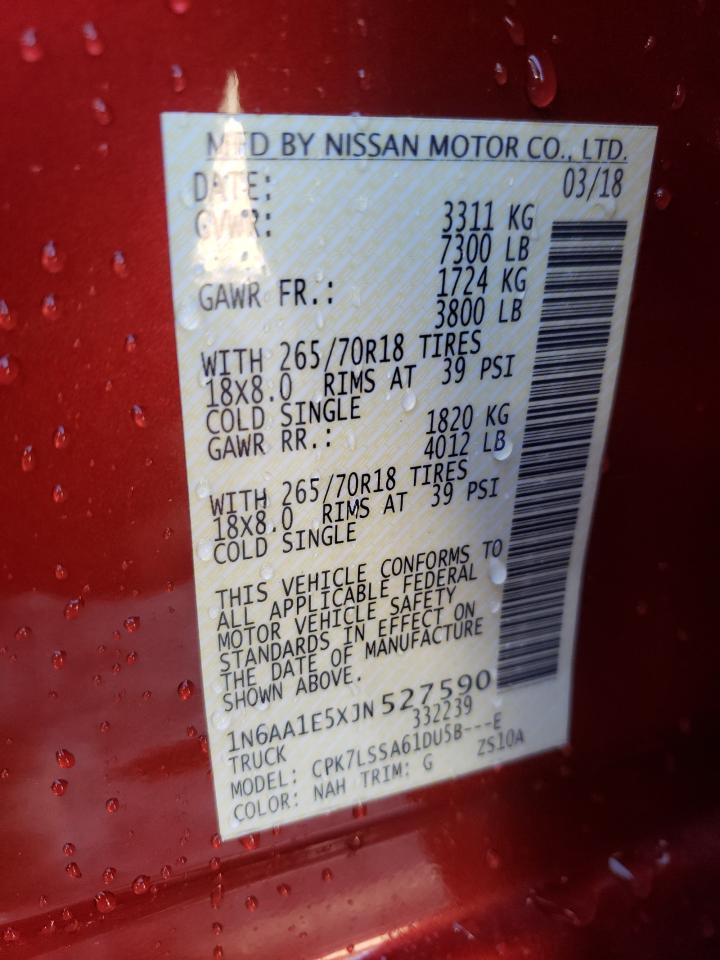 MFD BY NISSAN MOTOR CO., LTD.
DATE: 03/18
GVWR: 3311 KG
7300 LB
GAWR FR.: 1724 KG
3800 LB
WITH 265/70R18 TIRES
18X8.0 RIMS AT 39 PSI
COLD SINGLE
GAWR RR.: 1820 KG
4012 LB
WITH 265/70R18 TIRES
18X8.0 RIMS AT 39 PSI
COLD SINGLE
THIS VEHICLE CONFORMS TO
ALL APPLICABLE FEDERAL
MOTOR VEHICLE SAFETY
STANDARDS IN EFFECT ON
THE DATE OF MANUFACTURE
SHOWN ABOVE.
1N6AA1E5XJN527590
TRUCK 332239
MODEL: CPK7LSSA61DU5B---E
COLOR: NAH TRIM: G ZS10A